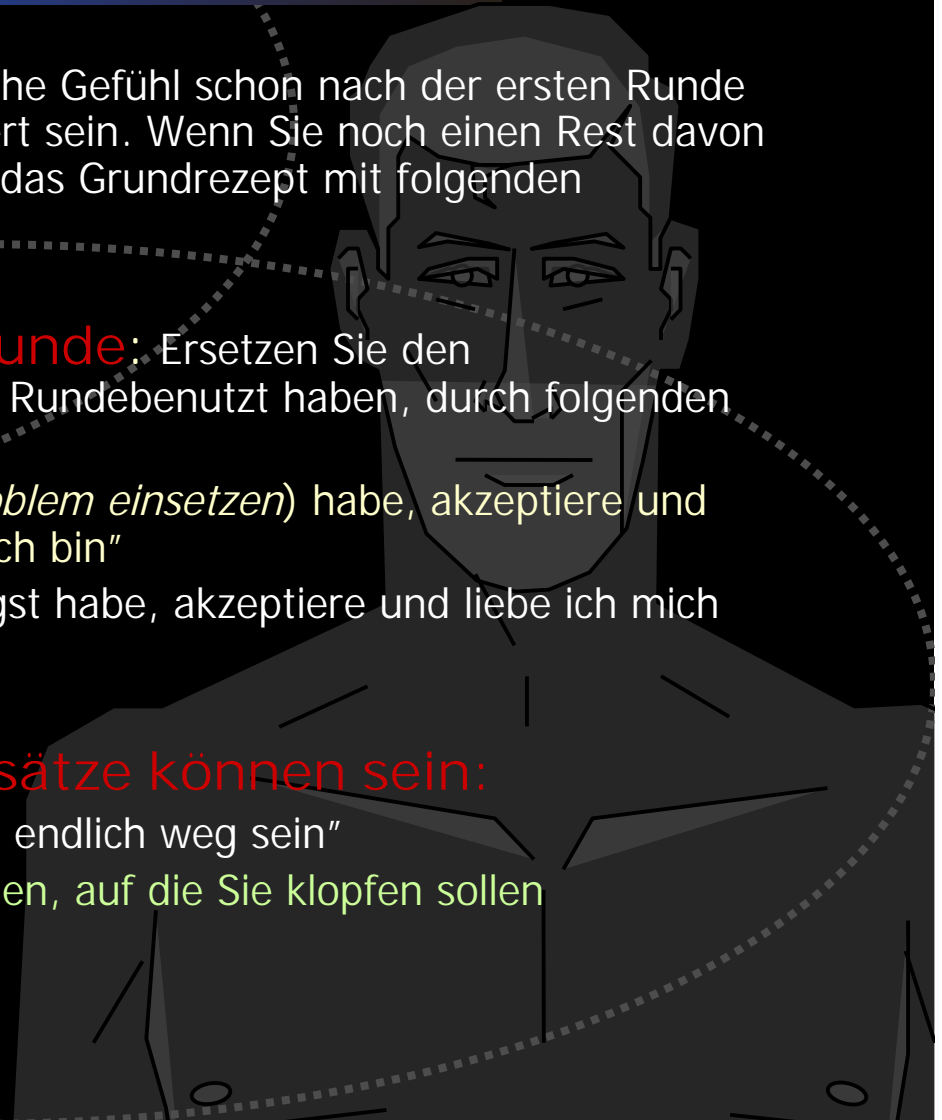 he Gefühl schon nach der ersten Runde
rt sein. Wenn Sie noch einen Rest davon
das Grundrezept mit folgenden
unde: Ersetzen Sie den
Rundebenutzt haben, durch folgenden
blem einsetzen) habe, akzeptiere und
ch bin”
gst habe, akzeptiere und liebe ich mich
sätze können sein:
endlich weg sein”
en, auf die Sie klopfen sollen